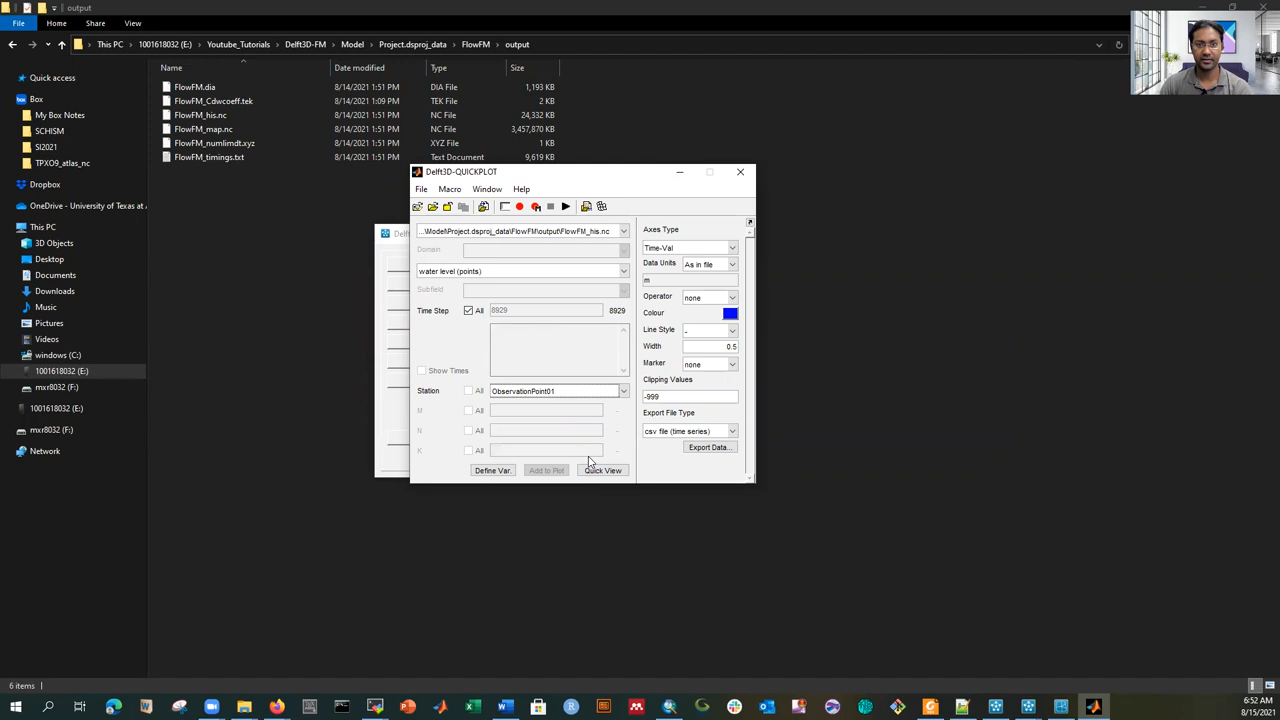 output
File Home Share View
This PC 1001618032 (E:) Youtube_Tutorials Delft3D-FM Model Project.dsproj_data FlowFM output
Name Date modified Type Size
Quick access
Box
My Box Notes
SCHISM
SI2021
TPXO9_atlas_nc
Dropbox
OneDrive - University of Texas at A
This PC
3D Objects
Desktop
Documents
Downloads
Music
Pictures
Videos
windows (C:)
1001618032 (E:)
mxr8032 (F:)
1001618032 (E:)
mxr8032 (F:)
Network
FlowFM.dia 8/14/2021 1:51 PM DIA File 1,193 KB
FlowFM_Cdwcoeff.tek 8/14/2021 1:09 PM TEK File 2 KB
FlowFM_his.nc 8/14/2021 1:51 PM NC File 24,332 KB
FlowFM_map.nc 8/14/2021 1:51 PM NC File 3,457,870 KB
FlowFM_numlimdt.xyz 8/14/2021 1:51 PM XYZ File 1 KB
FlowFM_timings.txt 8/14/2021 1:51 PM Text Document 9,619 KB
Delf
Delft3D-QUICKPLOT
File Macro Window Help
...\Model\Project.dsproj_data\FlowFM\output\FlowFM_his.nc
Domain
water level (points)
Subfield
Time Step All 8929 8929
Show Times
Station All ObservationPoint01
M All -
N All -
K All -
Define Var. Add to Plot Quick View
Axes Type
Time-Val
Data Units As in file
m
Operator none
Colour
Line Style -
Width 0.5
Marker none
Clipping Values
-999
Export File Type
csv file (time series)
Export Data...
6 items
6:52 AM
8/15/2021